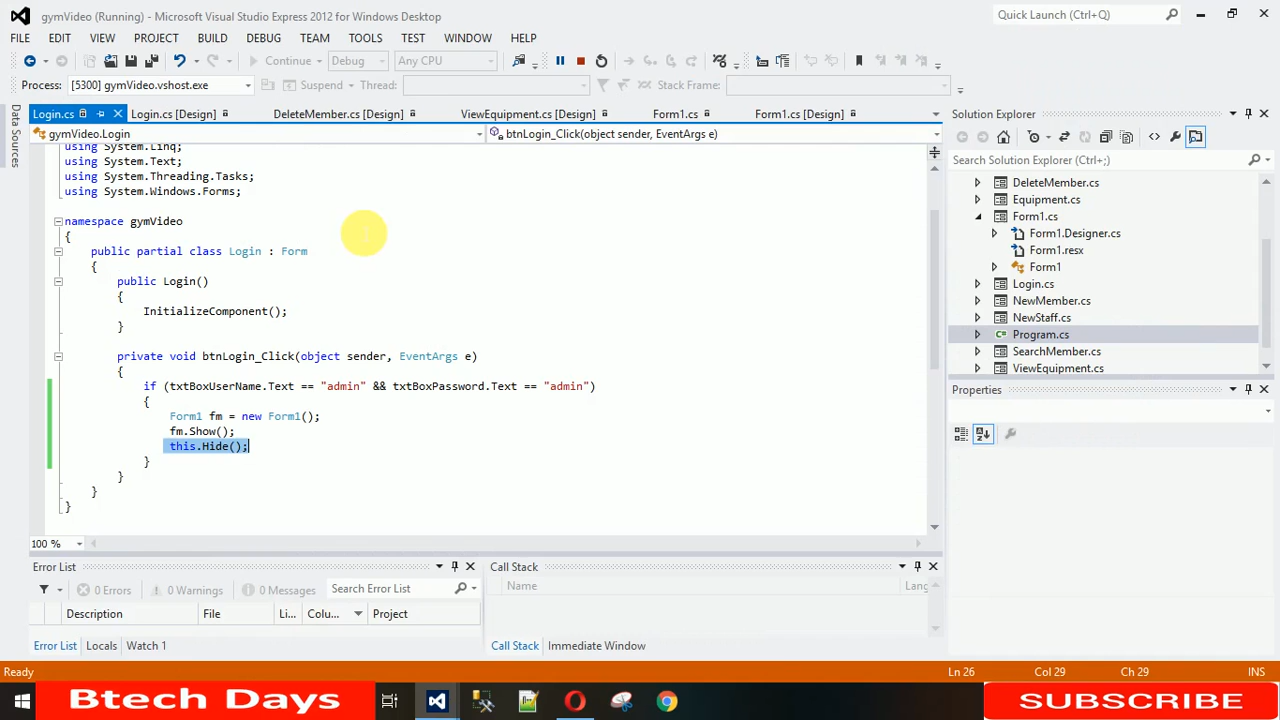 gymVideo (Running) - Microsoft Visual Studio Express 2012 for Windows Desktop
Quick Launch (Ctrl+Q)
FILE EDIT VIEW PROJECT BUILD DEBUG TEAM TOOLS TEST WINDOW HELP
Continue Debug Any CPU
Process: [5300] gymVideo.vshost.exe Suspend Thread: Stack Frame:
Data Sources
Login.cs Login.cs [Design] DeleteMember.cs [Design] ViewEquipment.cs [Design] Form1.cs Form1.cs [Design]
gymVideo.Login btnLogin_Click(object sender, EventArgs e)
using System.Linq;
using System.Text;
using System.Threading.Tasks;
using System.Windows.Forms;
namespace gymVideo
{
public partial class Login : Form
{
public Login()
{
InitializeComponent();
}
private void btnLogin_Click(object sender, EventArgs e)
{
if (txtBoxUserName.Text == "admin" && txtBoxPassword.Text == "admin")
{
Form1 fm = new Form1();
fm.Show();
this.Hide();
}
}
}
}
100 %
Solution Explorer
Search Solution Explorer (Ctrl+;)
DeleteMember.cs
Equipment.cs
Form1.cs
Form1.Designer.cs
Form1.resx
Form1
Login.cs
NewMember.cs
NewStaff.cs
Program.cs
SearchMember.cs
ViewEquipment.cs
Properties
Error List
0 Errors 0 Warnings 0 Messages Search Error List
Description File Li... Colu... Project
Error List Locals Watch 1
Call Stack
Name Lang
Call Stack Immediate Window
Ready Ln 26 Col 29 Ch 29 INS
Btech Days
SUBSCRIBE